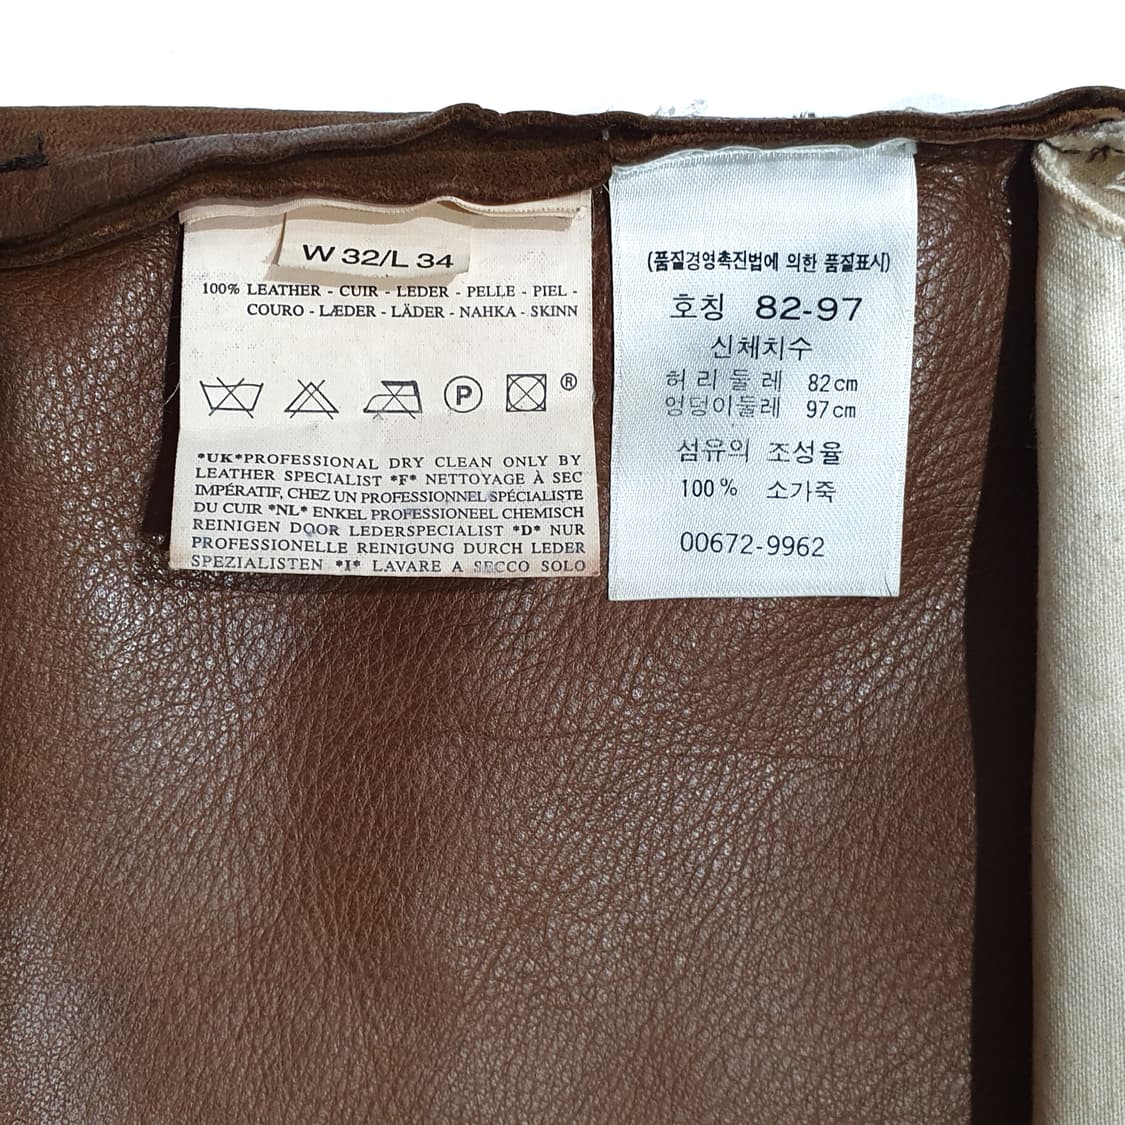 W 32/L 34
100% LEATHER - CUIR - LEDER - PELLE - PIEL -
COURO - LÆDER - LÄDER - NAHKA - SKINN
P
®
*UK*PROFESSIONAL DRY CLEAN ONLY BY
LEATHER SPECIALIST *F* NETTOYAGE À SEC
IMPÉRATIF, CHEZ UN PROFESSIONNEL SPÉCIALISTE
DU CUIR *NL* ENKEL PROFESSIONEEL CHEMISCH
REINIGEN DOOR LEDERSPECIALIST *D* NUR
PROFESSIONELLE REINIGUNG DURCH LEDER
SPEZIALISTEN *I* LAVARE A SECCO SOLO
(품질경영촉진법에 의한 품질표시)
호칭 82-97
신체치수
허리둘레 82cm
엉덩이둘레 97cm
섬유의 조성율
100% 소가죽
00672-9962